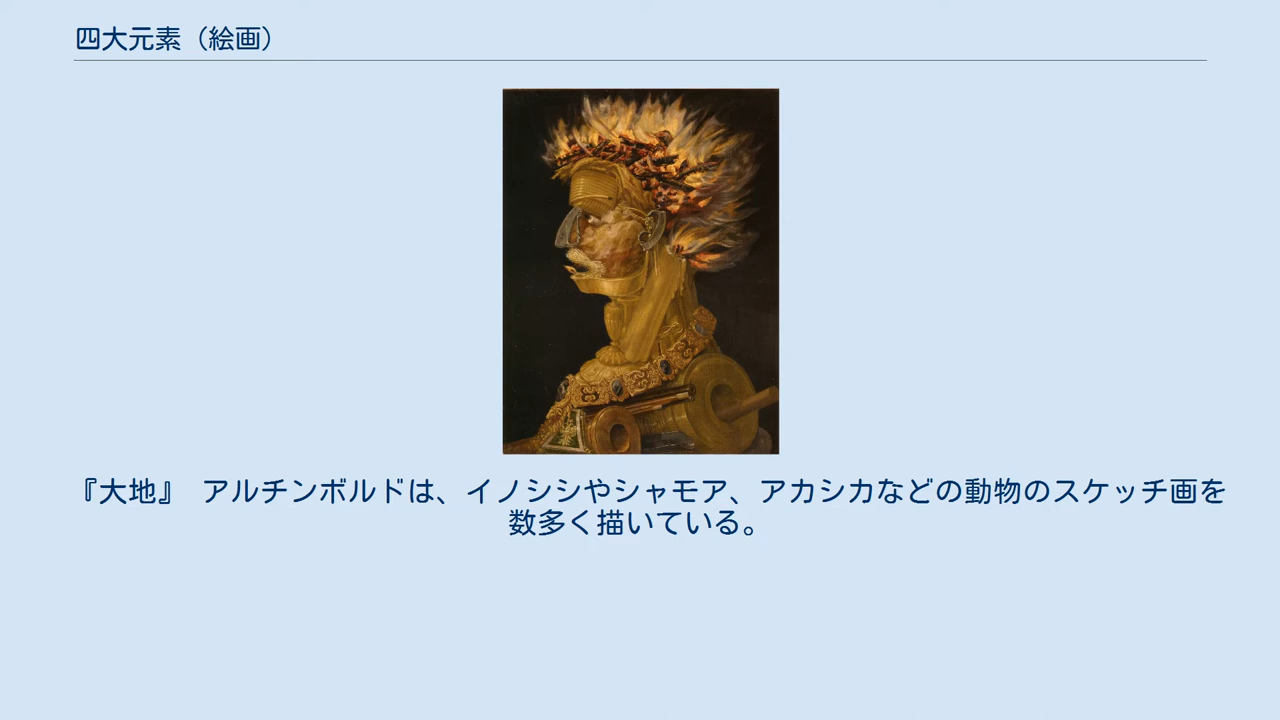 四大元素（絵画）
『大地』 アルチンボルドは、イノシシやシャモア、アカシカなどの動物のスケッチ画を
数多く描いている。